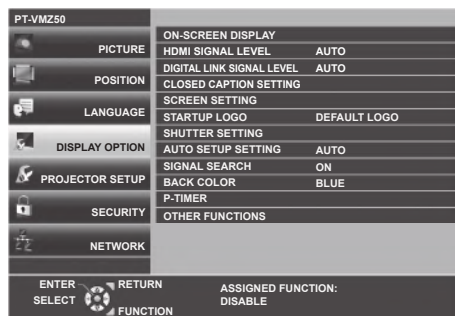 PT-VMZ50
PICTURE
POSITION
LANGUAGE
DISPLAY OPTION
PROJECTOR SETUP
SECURITY
NETWORK
ON-SCREEN DISPLAY
HDMI SIGNAL LEVEL AUTO
DIGITAL LINK SIGNAL LEVEL AUTO
CLOSED CAPTION SETTING
SCREEN SETTING
STARTUP LOGO DEFAULT LOGO
SHUTTER SETTING
AUTO SETUP SETTING AUTO
SIGNAL SEARCH ON
BACK COLOR BLUE
P-TIMER
OTHER FUNCTIONS
ENTER RETURN
SELECT
FUNCTION
ASSIGNED FUNCTION:
DISABLE